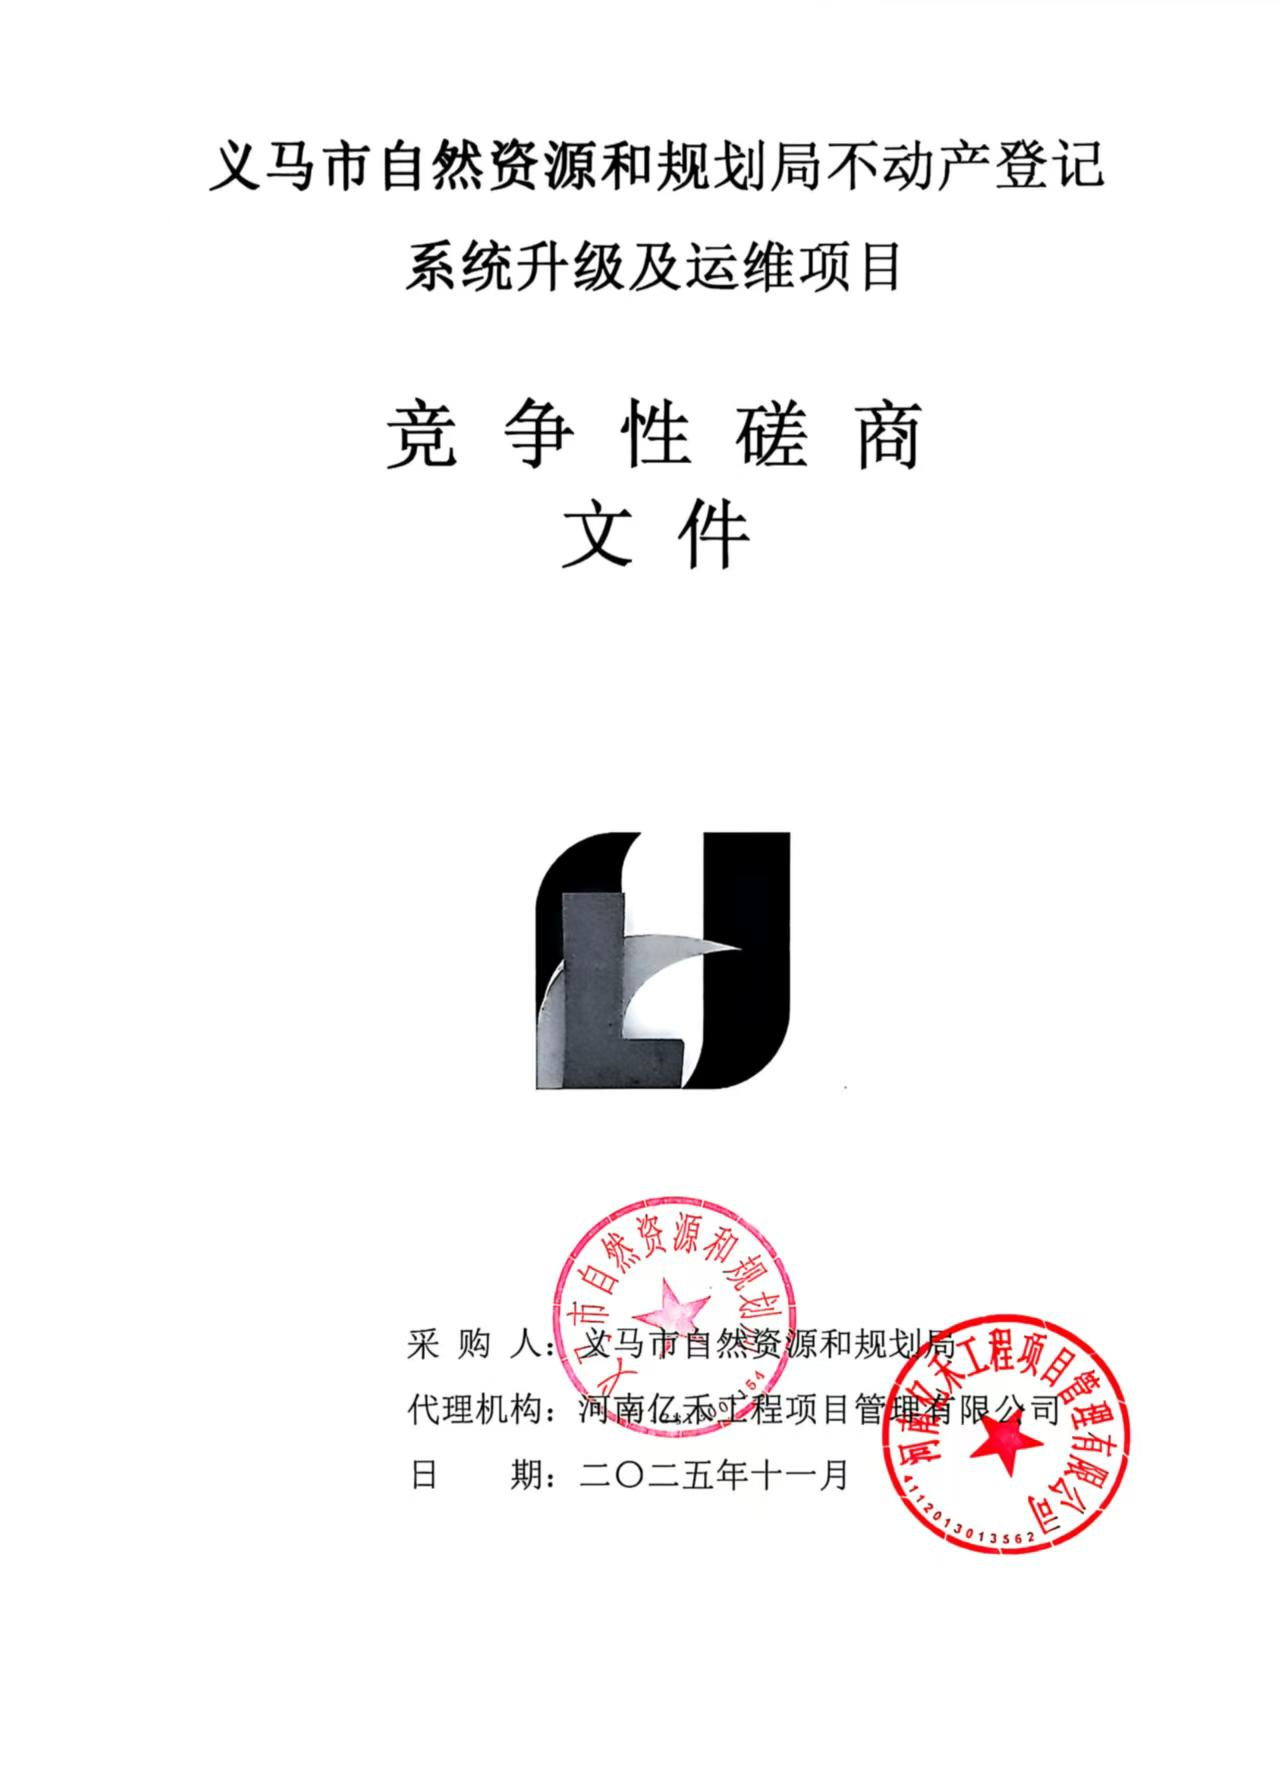 义马市自然资源和规划局不动产登记
系统升级及运维项目
竞争性磋商
文件
义马市自然资源和规划局
采购人：义马市自然资源和规划局
代理机构：河南亿禾工程项目管理有限公司
日期：二〇二五年十一月
河南亿禾工程项目管理有限公司
4112013013562